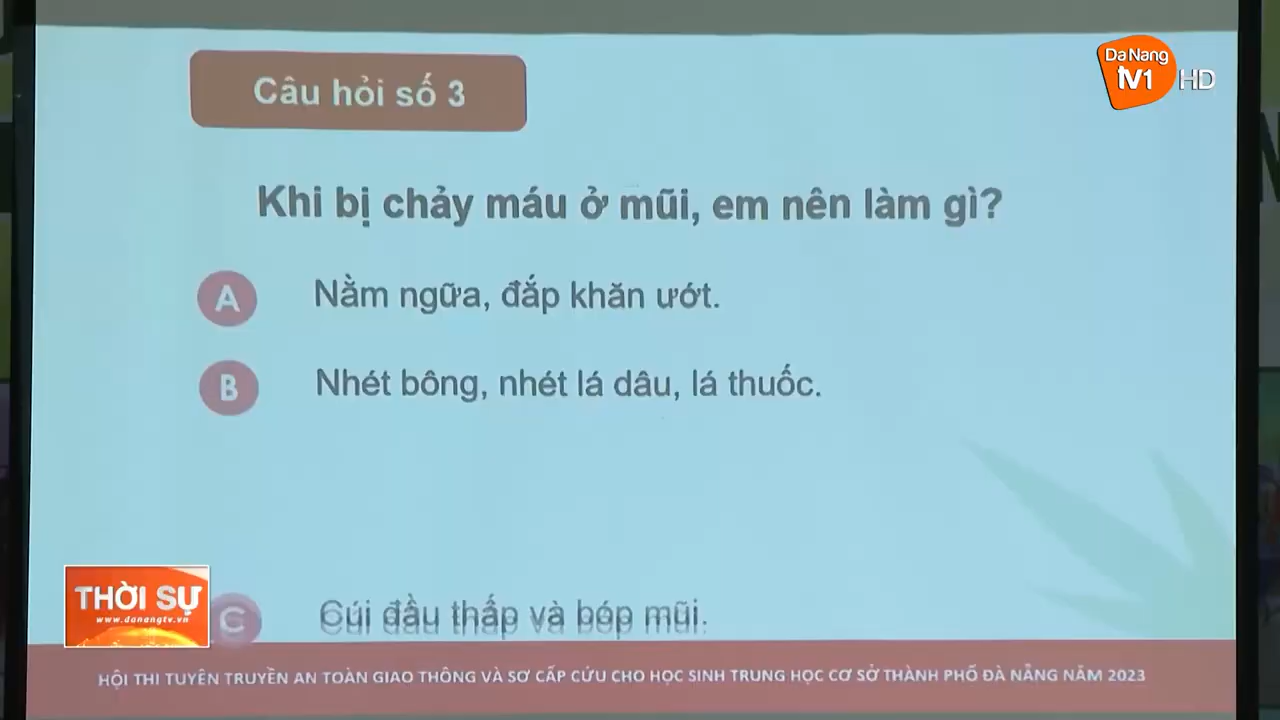 DaNang
TV1 HD
Câu hỏi số 3
Khi bị chảy máu ở mũi, em nên làm gì?
A Nằm ngữa, đắp khăn ướt.
B Nhét bông, nhét lá dâu, lá thuốc.
C Cúi đầu thấp và bóp mũi.
THỜI SỰ
www.danangtv.vn
HỘI THI TUYÊN TRUYỀN AN TOÀN GIAO THÔNG VÀ SƠ CẤP CỨU CHO HỌC SINH TRUNG HỌC CƠ SỞ THÀNH PHỐ ĐÀ NẴNG NĂM 2023